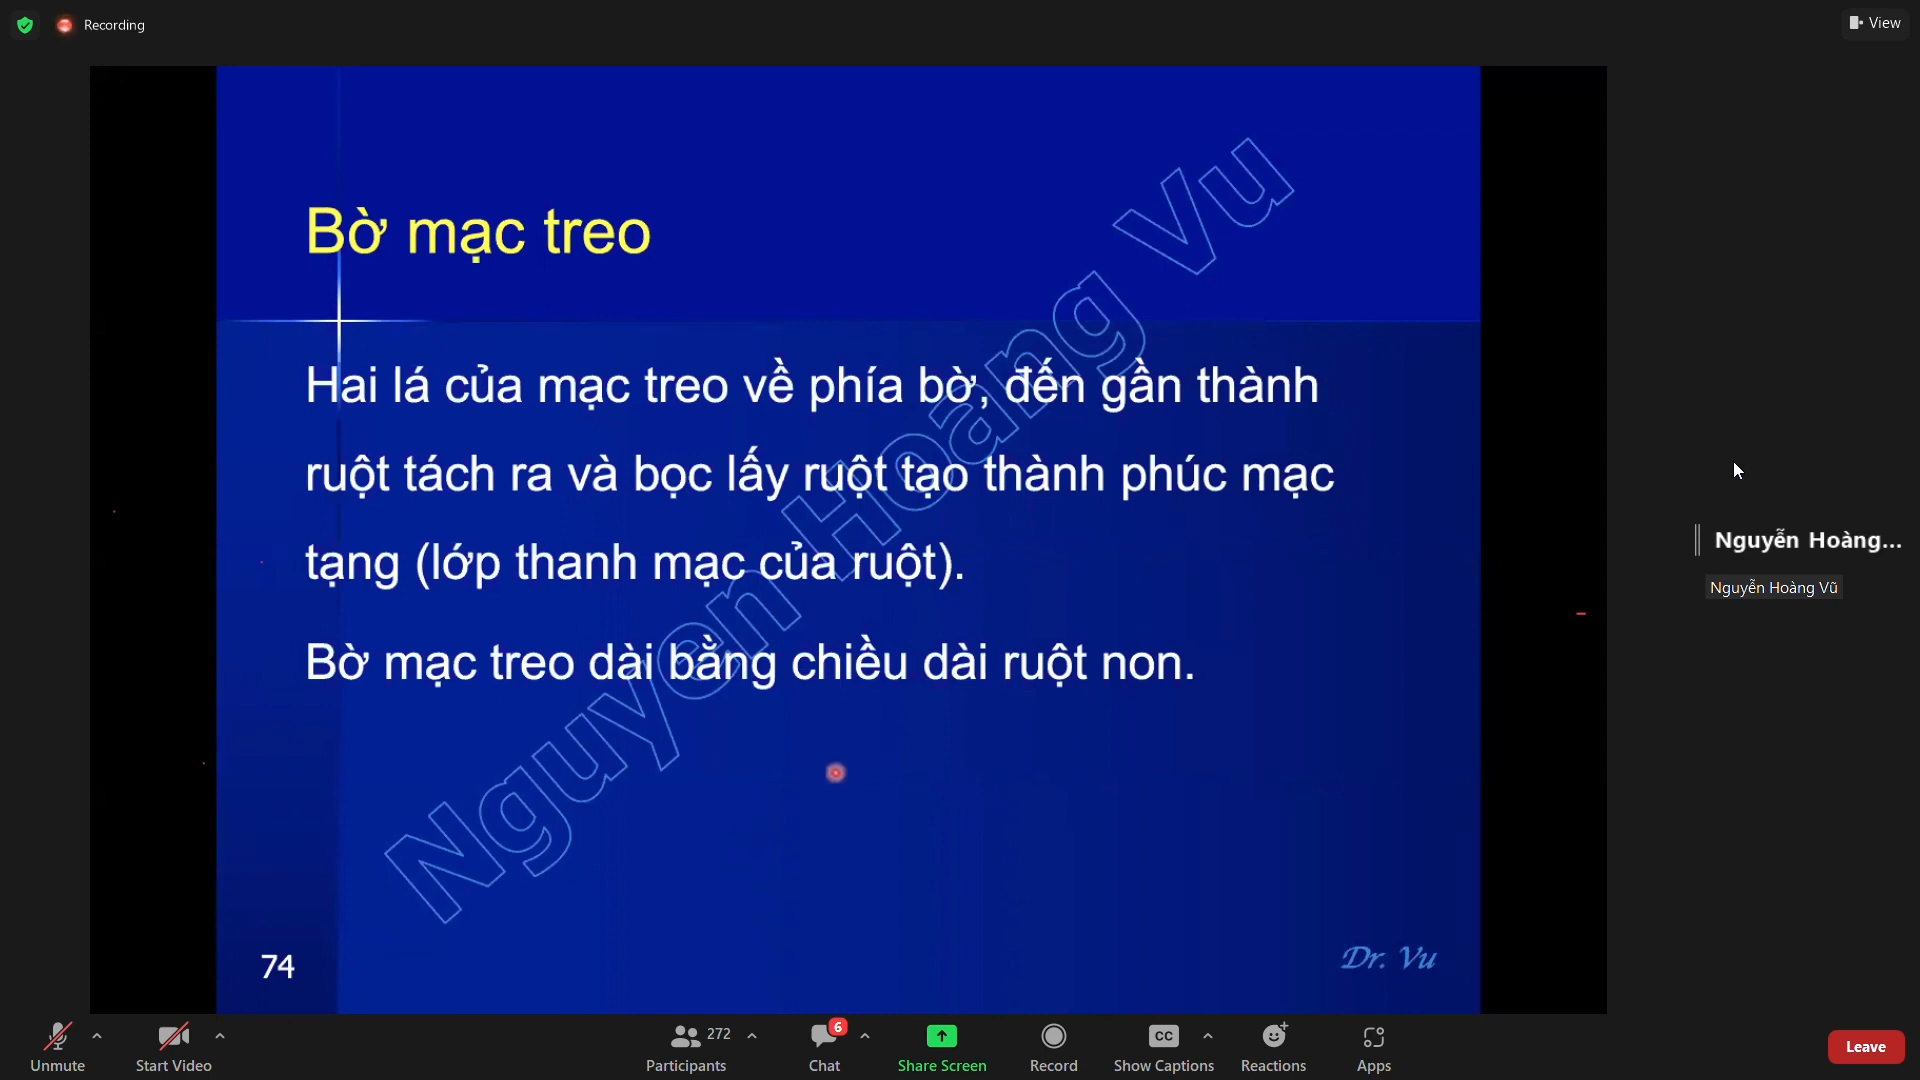 Recording
View
Bờ mạc treo
Hai lá của mạc treo về phía bờ, đến gần thành
ruột tách ra và bọc lấy ruột tạo thành phúc mạc
tạng (lớp thanh mạc của ruột).
Bờ mạc treo dài bằng chiều dài ruột non.
Nguyen Hoang Vu
74
Dr. Vu
Nguyễn Hoàng...
Nguyễn Hoàng Vũ
Unmute
Start Video
272
Participants
6
Chat
Share Screen
Record
CC
Show Captions
Reactions
Apps
Leave